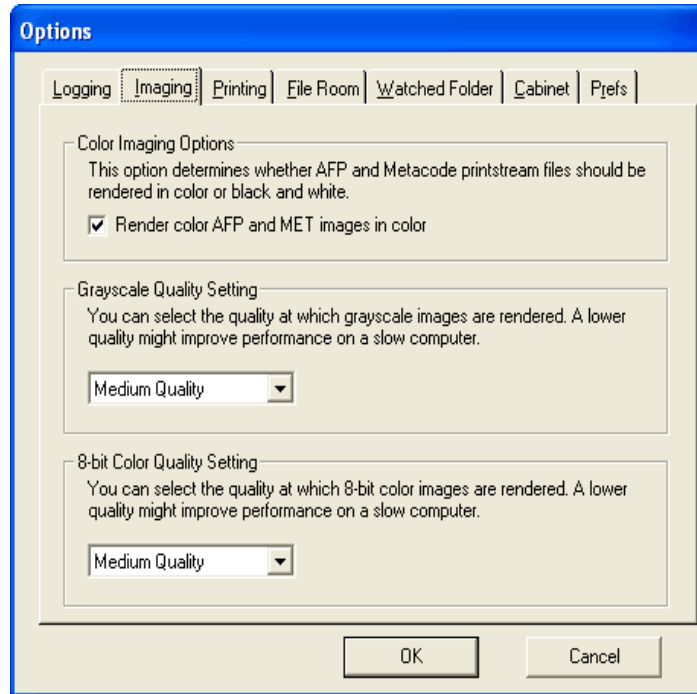 Options
Logging Imaging Printing File Room Watched Folder Cabinet Prefs
Color Imaging Options
This option determines whether AFP and Metacode printstream files should be
rendered in color or black and white.
Render color AFP and MET images in color
Grayscale Quality Setting
You can select the quality at which grayscale images are rendered. A lower
quality might improve performance on a slow computer.
Medium Quality
8-bit Color Quality Setting
You can select the quality at which 8-bit color images are rendered. A lower
quality might improve performance on a slow computer.
Medium Quality
OK Cancel